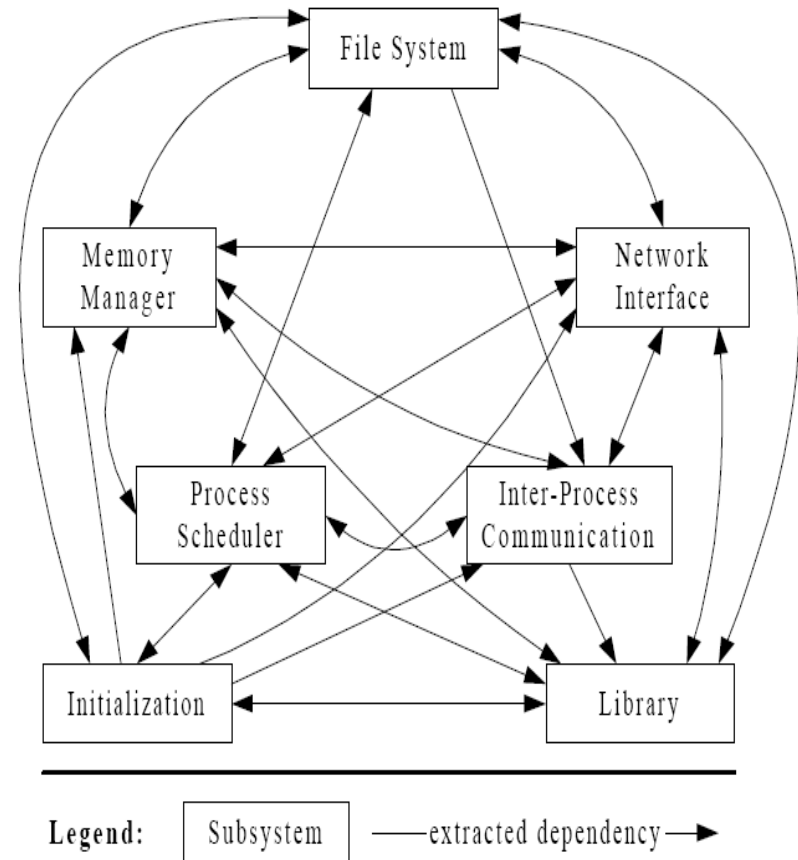 File System
Memory
Manager
Network
Interface
Process
Scheduler
Inter-Process
Communication
Initialization
Library
Legend:
Subsystem
extracted dependency